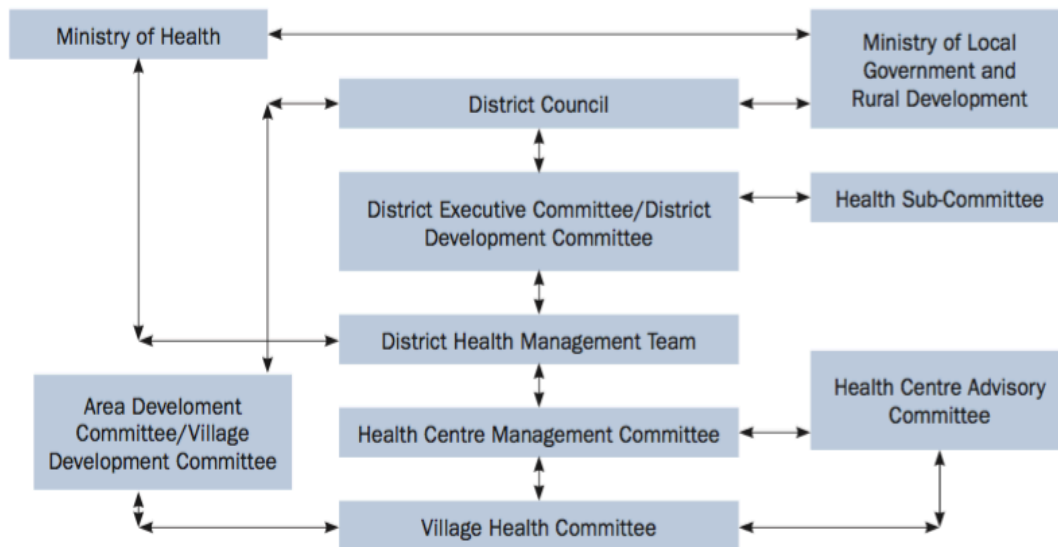 Ministry of Health
Ministry of Local
Government and
Rural Development
District Council
District Executive Committee/District
Development Committee
Health Sub-Committee
District Health Management Team
Area Develoment
Committee/Village
Development Committee
Health Centre Management Committee
Health Centre Advisory
Committee
Village Health Committee